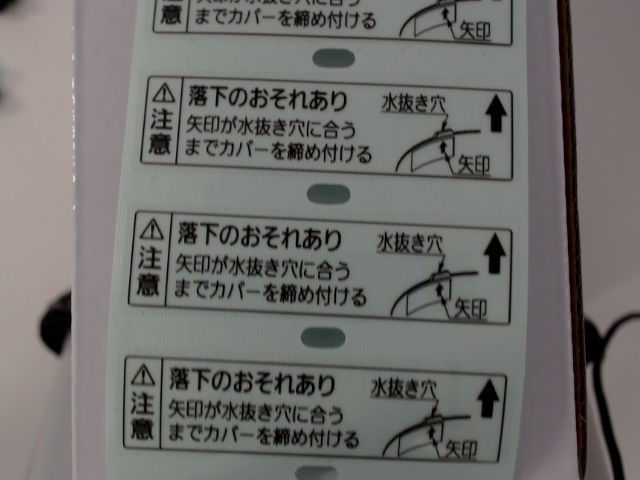 注意
までカバーを締め付ける
矢印
注意
落下のおそれあり
矢印が水抜き穴に合う
までカバーを締め付ける
水抜き穴
矢印
注意
落下のおそれあり
矢印が水抜き穴に合う
までカバーを締め付ける
水抜き穴
矢印
注意
落下のおそれあり
矢印が水抜き穴に合う
までカバーを締め付ける
水抜き穴
矢印